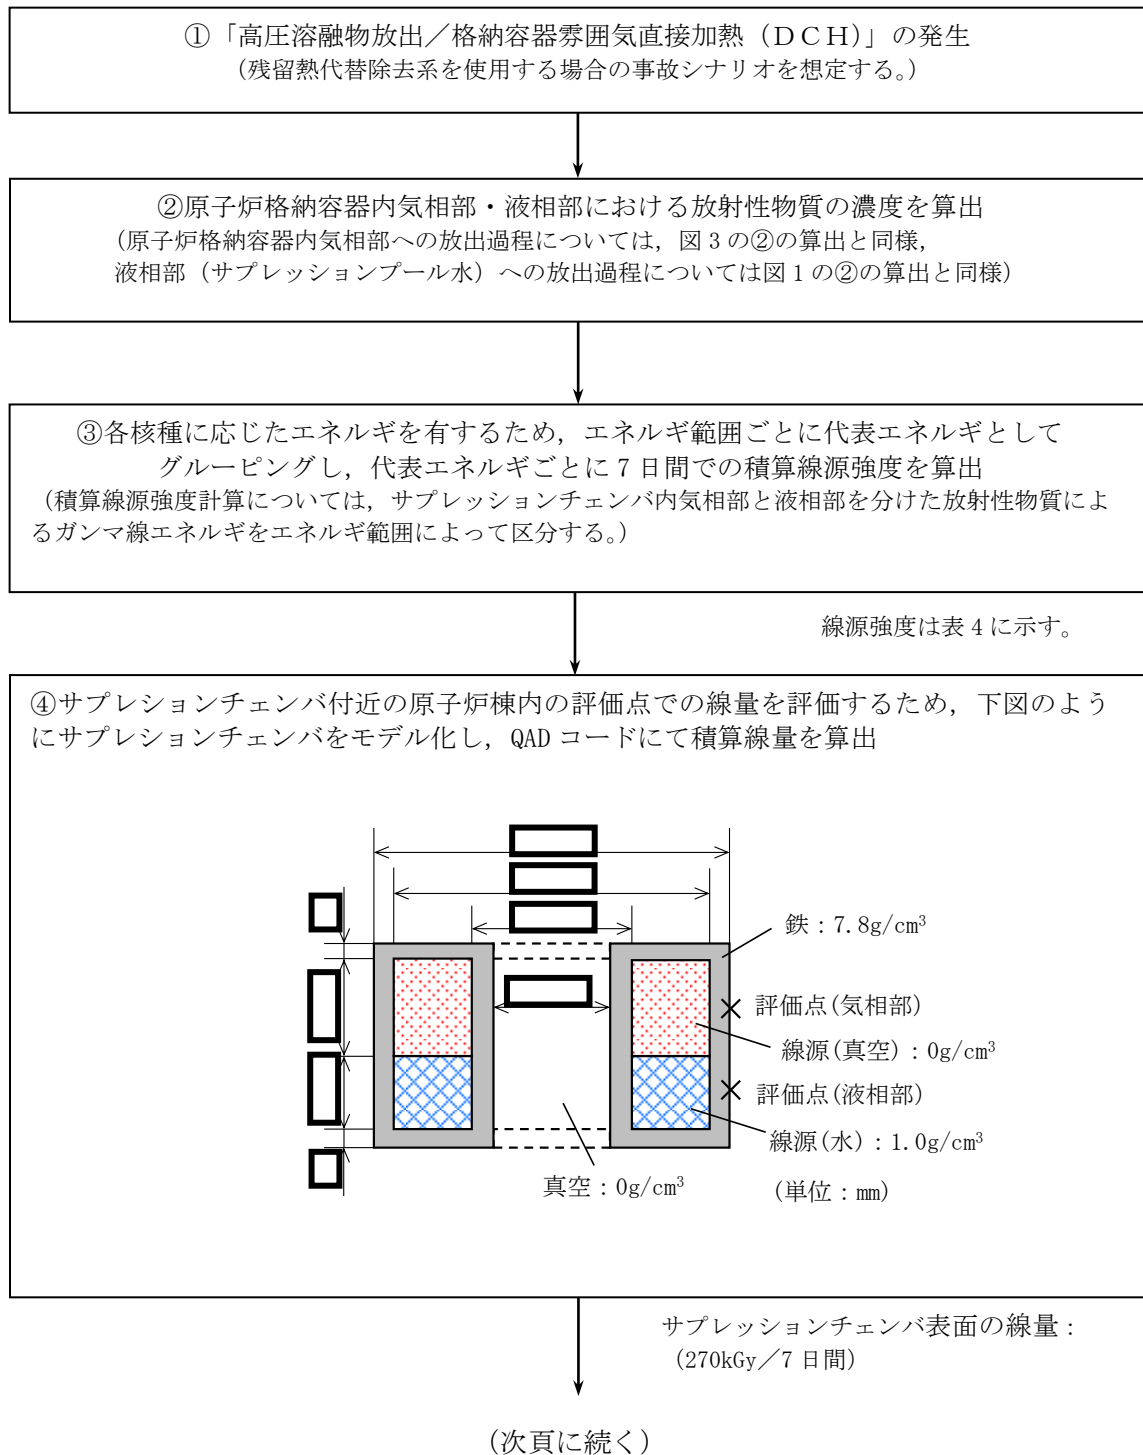 ①「高圧溶融物放出／格納容器雰囲気直接加熱（ＤＣＨ）」の発生
（残留熱代替除去系を使用する場合の事故シナリオを想定する。）
②原子炉格納容器内気相部・液相部における放射性物質の濃度を算出
（原子炉格納容器内気相部への放出過程については，図 3 の②の算出と同様，
液相部（サプレッションプール水）への放出過程については図 1 の②の算出と同様）
③各核種に応じたエネルギを有するため，エネルギ範囲ごとに代表エネルギとして
グルーピングし，代表エネルギごとに 7 日間での積算線源強度を算出
（積算線源強度計算については，サプレッションチェンバ内気相部と液相部を分けた放射性物質によ
るガンマ線エネルギをエネルギ範囲によって区分する。）
線源強度は表 4 に示す。
④サプレションチェンバ付近の原子炉棟内の評価点での線量を評価するため，下図のよう
にサプレションチェンバをモデル化し，QAD コードにて積算線量を算出
鉄：7.8g/cm³
評価点(気相部)
線源(真空)：0g/cm³
評価点(液相部)
線源(水)：1.0g/cm³
真空：0g/cm³
（単位：mm）
サプレッションチェンバ表面の線量：
（270kGy／7 日間）
（次頁に続く）